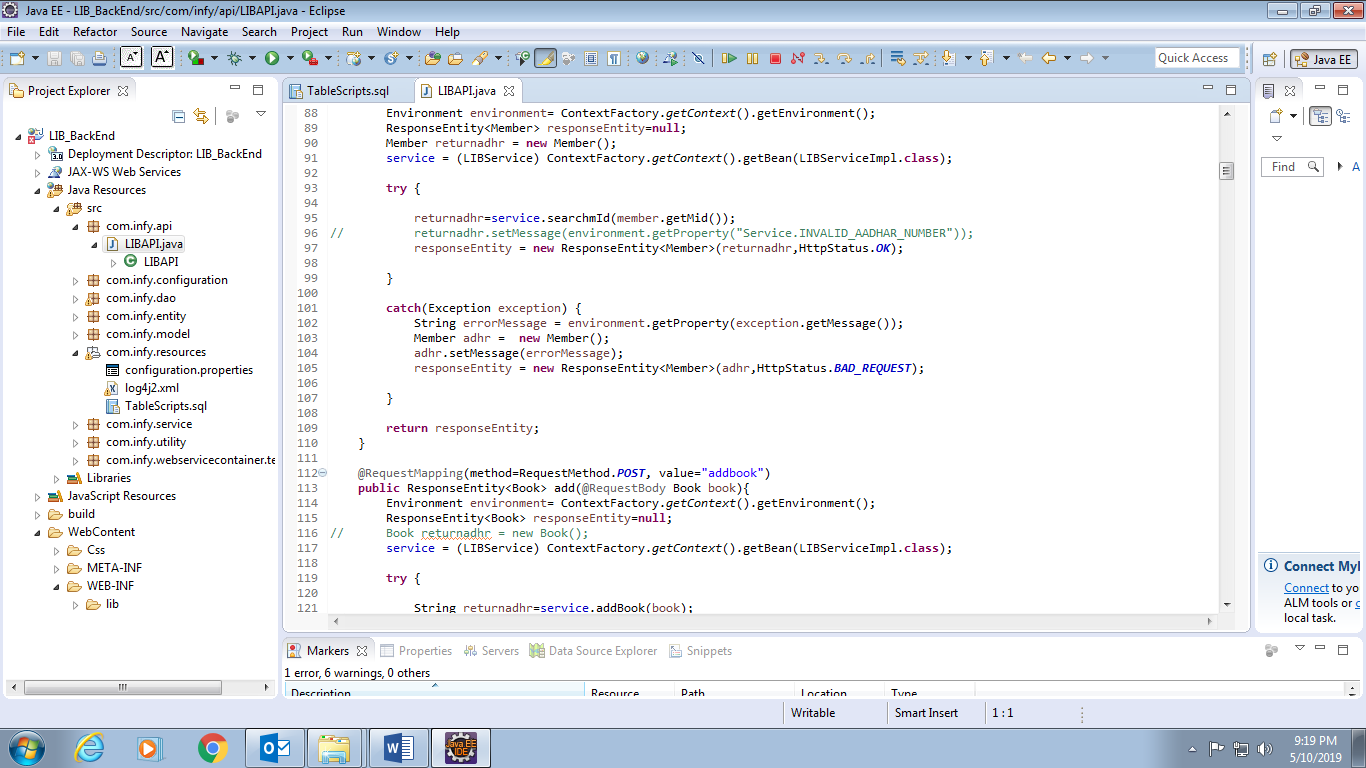 Java EE - LIB_BackEnd/src/com/infy/api/LIBAPI.java - Eclipse
File Edit Refactor Source Navigate Search Project Run Window Help
Quick Access
Java EE
Project Explorer
LIB_BackEnd
Deployment Descriptor: LIB_BackEnd
JAX-WS Web Services
Java Resources
src
com.infy.api
LIBAPI.java
LIBAPI
com.infy.configuration
com.infy.dao
com.infy.entity
com.infy.model
com.infy.resources
configuration.properties
log4j2.xml
TableScripts.sql
com.infy.service
com.infy.utility
com.infy.webservicecontainer.te
Libraries
JavaScript Resources
build
WebContent
Css
META-INF
WEB-INF
lib
TableScripts.sql LIBAPI.java
88 Environment environment= ContextFactory.getContext().getEnvironment();
89 ResponseEntity<Member> responseEntity=null;
90 Member returnadhr = new Member();
91 service = (LIBService) ContextFactory.getContext().getBean(LIBServiceImpl.class);
92
93 try {
94
95 returnadhr=service.searchmId(member.getMid());
96 // returnadhr.setMessage(environment.getProperty("Service.INVALID_AADHAR_NUMBER"));
97 responseEntity = new ResponseEntity<Member>(returnadhr,HttpStatus.OK);
98
99 }
100
101 catch(Exception exception) {
102 String errorMessage = environment.getProperty(exception.getMessage());
103 Member adhr =  new Member();
104 adhr.setMessage(errorMessage);
105 responseEntity = new ResponseEntity<Member>(adhr,HttpStatus.BAD_REQUEST);
106
107 }
108
109 return responseEntity;
110 }
111
112 @RequestMapping(method=RequestMethod.POST, value="addbook")
113 public ResponseEntity<Book> add(@RequestBody Book book){
114 Environment environment= ContextFactory.getContext().getEnvironment();
115 ResponseEntity<Book> responseEntity=null;
116 // Book returnadhr = new Book();
117 service = (LIBService) ContextFactory.getContext().getBean(LIBServiceImpl.class);
118
119 try {
120
121 String returnadhr=service.addBook(book);
Find A
Connect Myl
Connect to yo
ALM tools or c
local task.
Markers Properties Servers Data Source Explorer Snippets
1 error, 6 warnings, 0 others
Description Resource Path Location Type
Writable Smart Insert 1 : 1
9:19 PM
5/10/2019